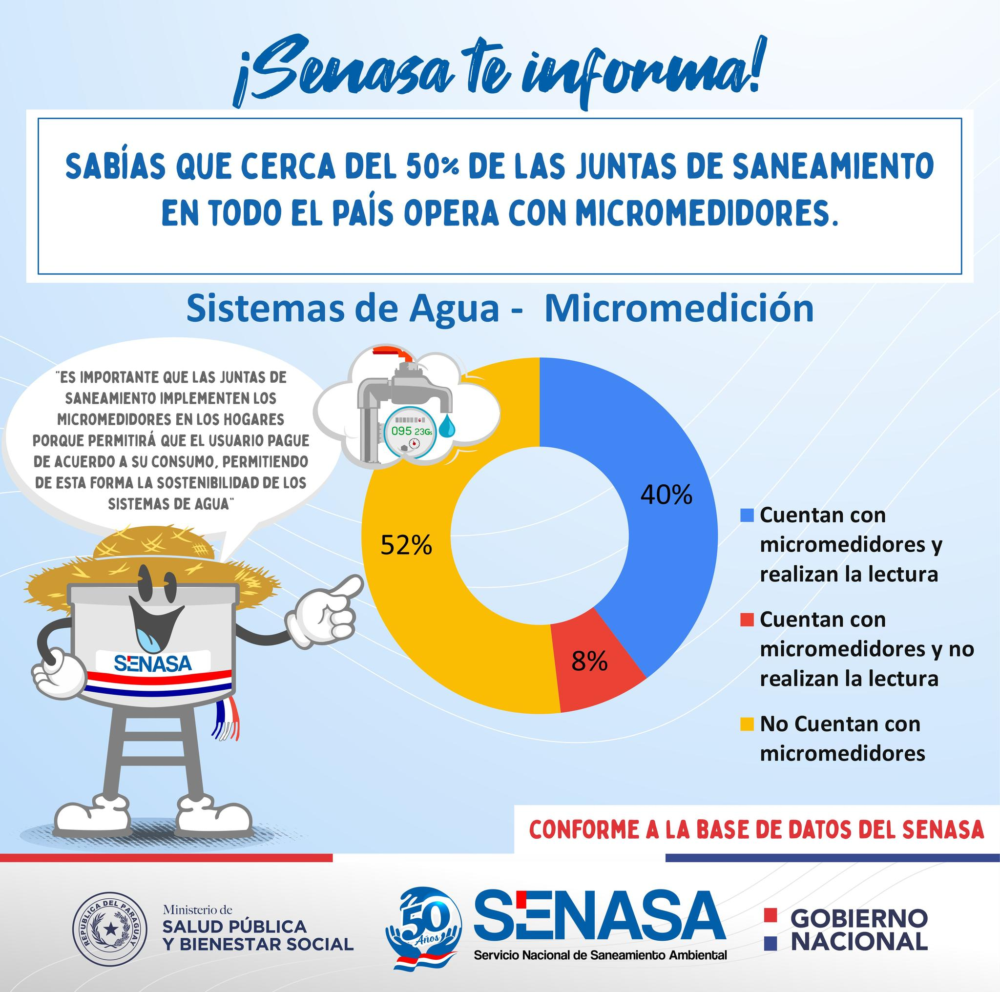 ¡Senasa te informa!
SABÍAS QUE CERCA DEL 50% DE LAS JUNTAS DE SANEAMIENTO
EN TODO EL PAÍS OPERA CON MICROMEDIDORES.
Sistemas de Agua - Micromedición
"ES IMPORTANTE QUE LAS JUNTAS DE
SANEAMIENTO IMPLEMENTEN LOS
MICROMEDIDORES EN LOS HOGARES
PORQUE PERMITIRÁ QUE EL USUARIO PAGUE
DE ACUERDO A SU CONSUMO, PERMITIENDO
DE ESTA FORMA LA SOSTENIBILIDAD DE LOS
SISTEMAS DE AGUA"
095 23Gs
40%
52%
8%
Cuentan con
micromedidores y
realizan la lectura
Cuentan con
micromedidores y no
realizan la lectura
No Cuentan con
micromedidores
SENASA
CONFORME A LA BASE DE DATOS DEL SENASA
REPUBLICA DEL PARAGUAY
Ministerio de
SALUD PÚBLICA
Y BIENESTAR SOCIAL
50
Años
SENASA
Servicio Nacional de Saneamiento Ambiental
GOBIERNO
NACIONAL